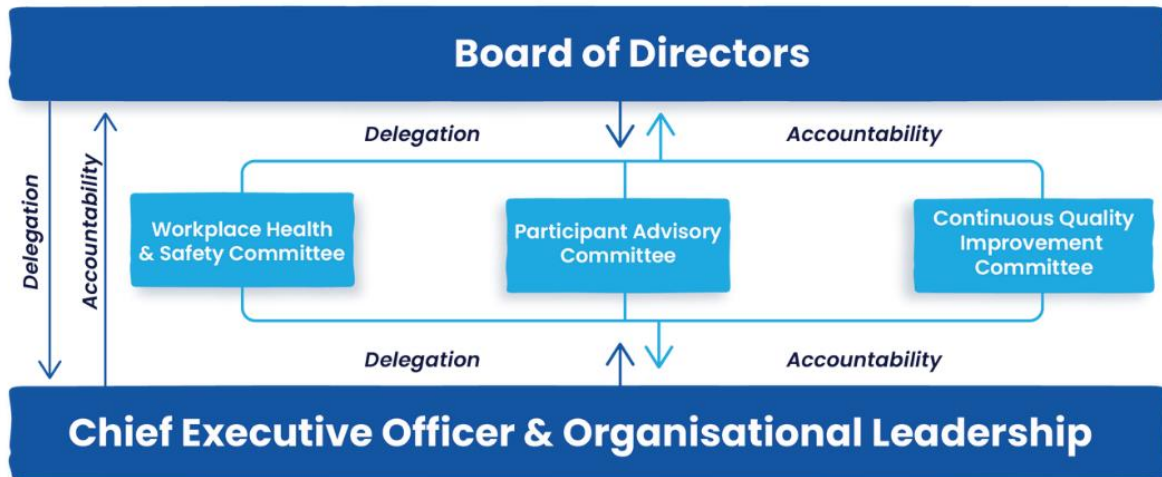 Board of Directors
Delegation
Accountability
Delegation
Accountability
Workplace Health
& Safety Committee
Participant Advisory
Committee
Continuous Quality
Improvement
Committee
Delegation
Accountability
Chief Executive Officer & Organisational Leadership